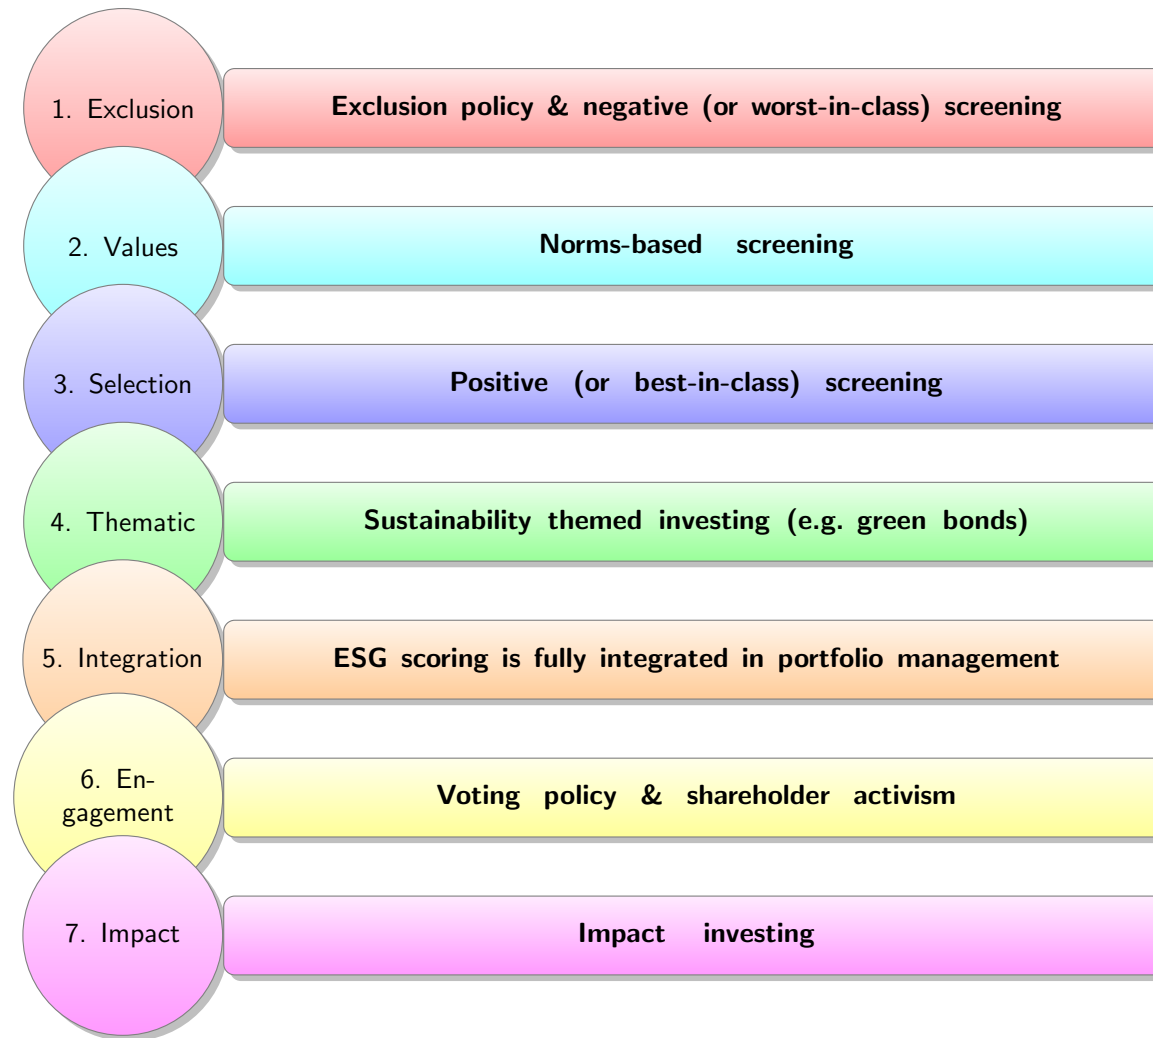 1. Exclusion
Exclusion policy & negative (or worst-in-class) screening
2. Values
Norms-based screening
3. Selection
Positive (or best-in-class) screening
4. Thematic
Sustainability themed investing (e.g. green bonds)
5. Integration
ESG scoring is fully integrated in portfolio management
6. En-
gagement
Voting policy & shareholder activism
7. Impact
Impact investing